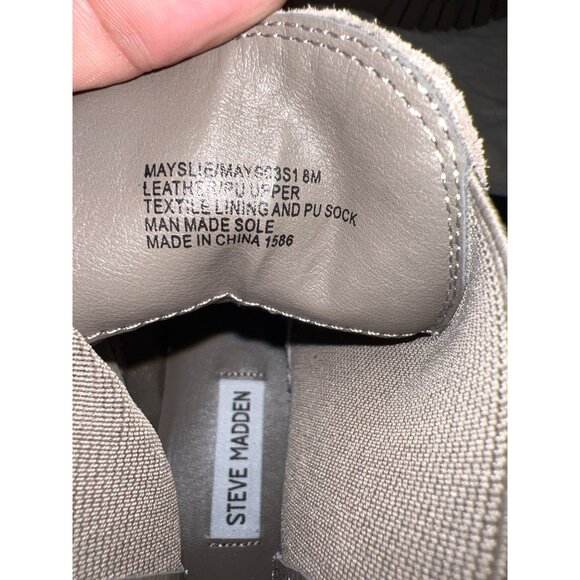 MAYSLIE/MAYS03S1 8M
LEATHER/PU UPPER
TEXTILE LINING AND PU SOCK
MAN MADE SOLE
MADE IN CHINA 1586
STEVE MADDEN